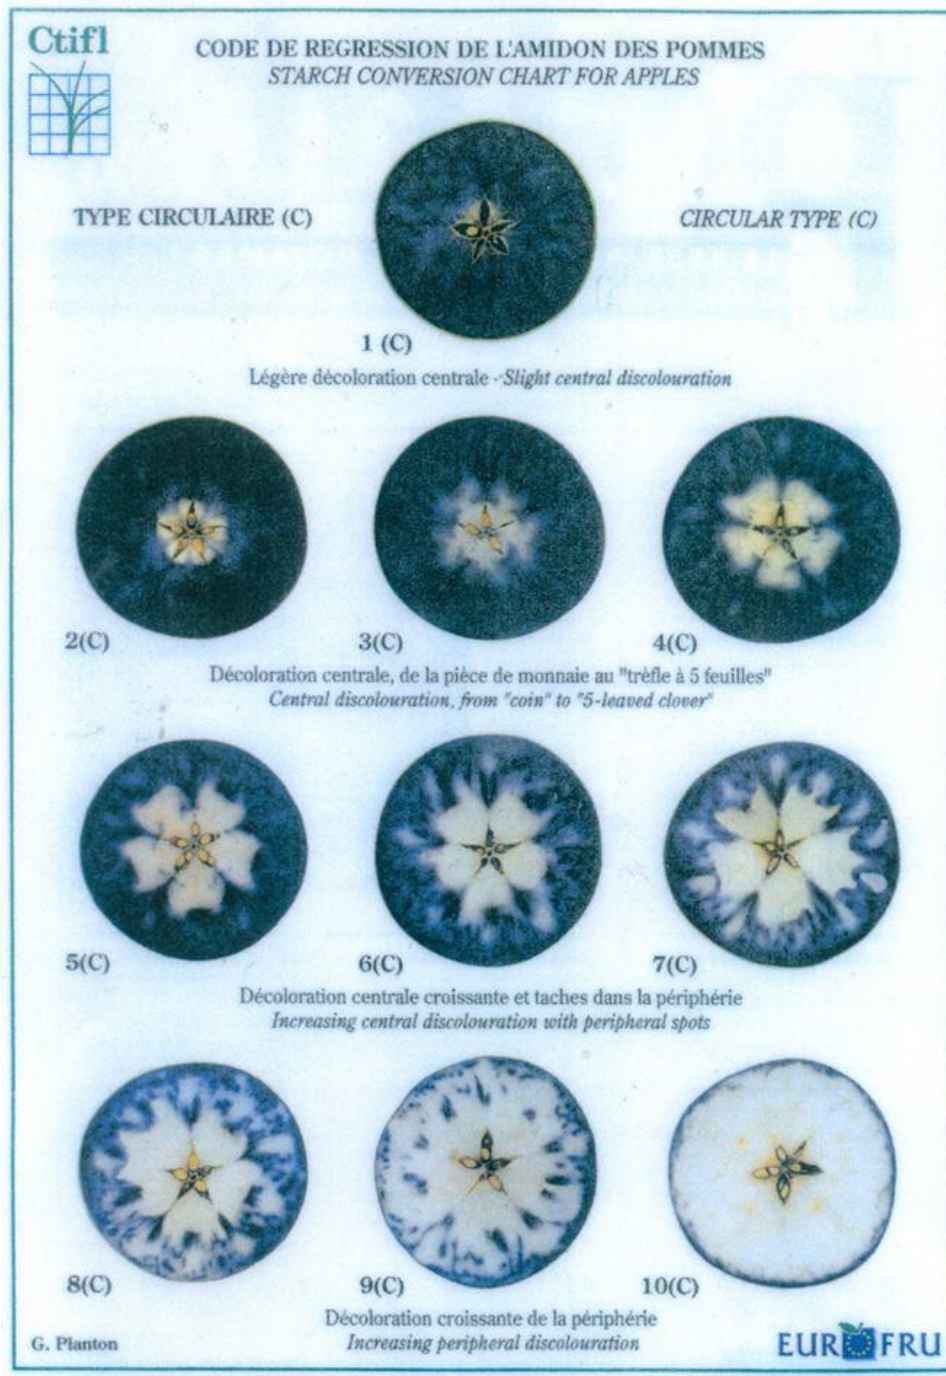 Ctifl
CODE DE REGRESSION DE L'AMIDON DES POMMES
STARCH CONVERSION CHART FOR APPLES
TYPE CIRCULAIRE (C)
CIRCULAR TYPE (C)
1 (C)
Légère décoloration centrale - Slight central discolouration
2(C)
3(C)
4(C)
Décoloration centrale, de la pièce de monnaie au "trèfle à 5 feuilles"
Central discolouration, from "coin" to "5-leaved clover"
5(C)
6(C)
7(C)
Décoloration centrale croissante et taches dans la périphérie
Increasing central discolouration with peripheral spots
8(C)
9(C)
10(C)
Décoloration croissante de la périphérie
Increasing peripheral discolouration
G. Planton
EUROFRU